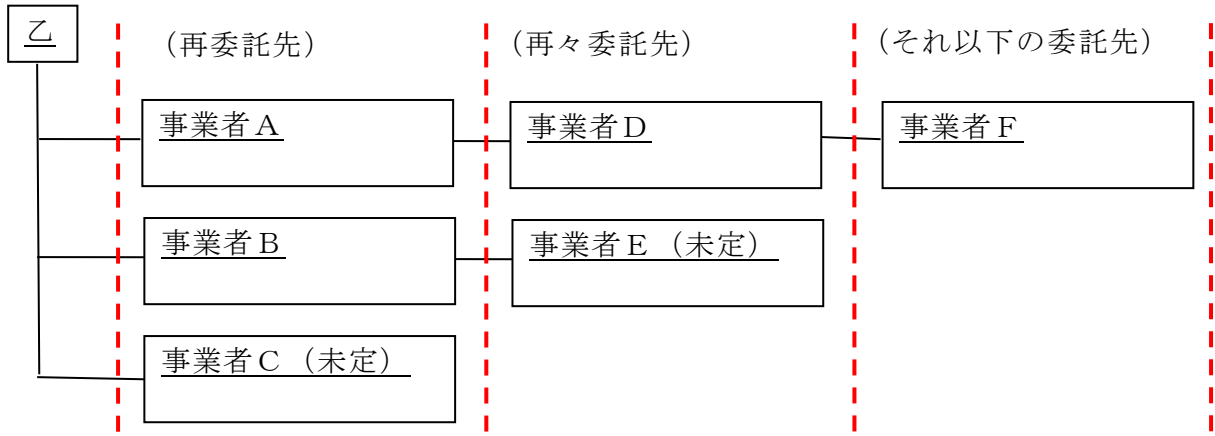 乙
（再委託先）
（再々委託先）
（それ以下の委託先）
事業者Ａ
事業者Ｄ
事業者Ｆ
事業者Ｂ
事業者Ｅ（未定）
事業者Ｃ（未定）